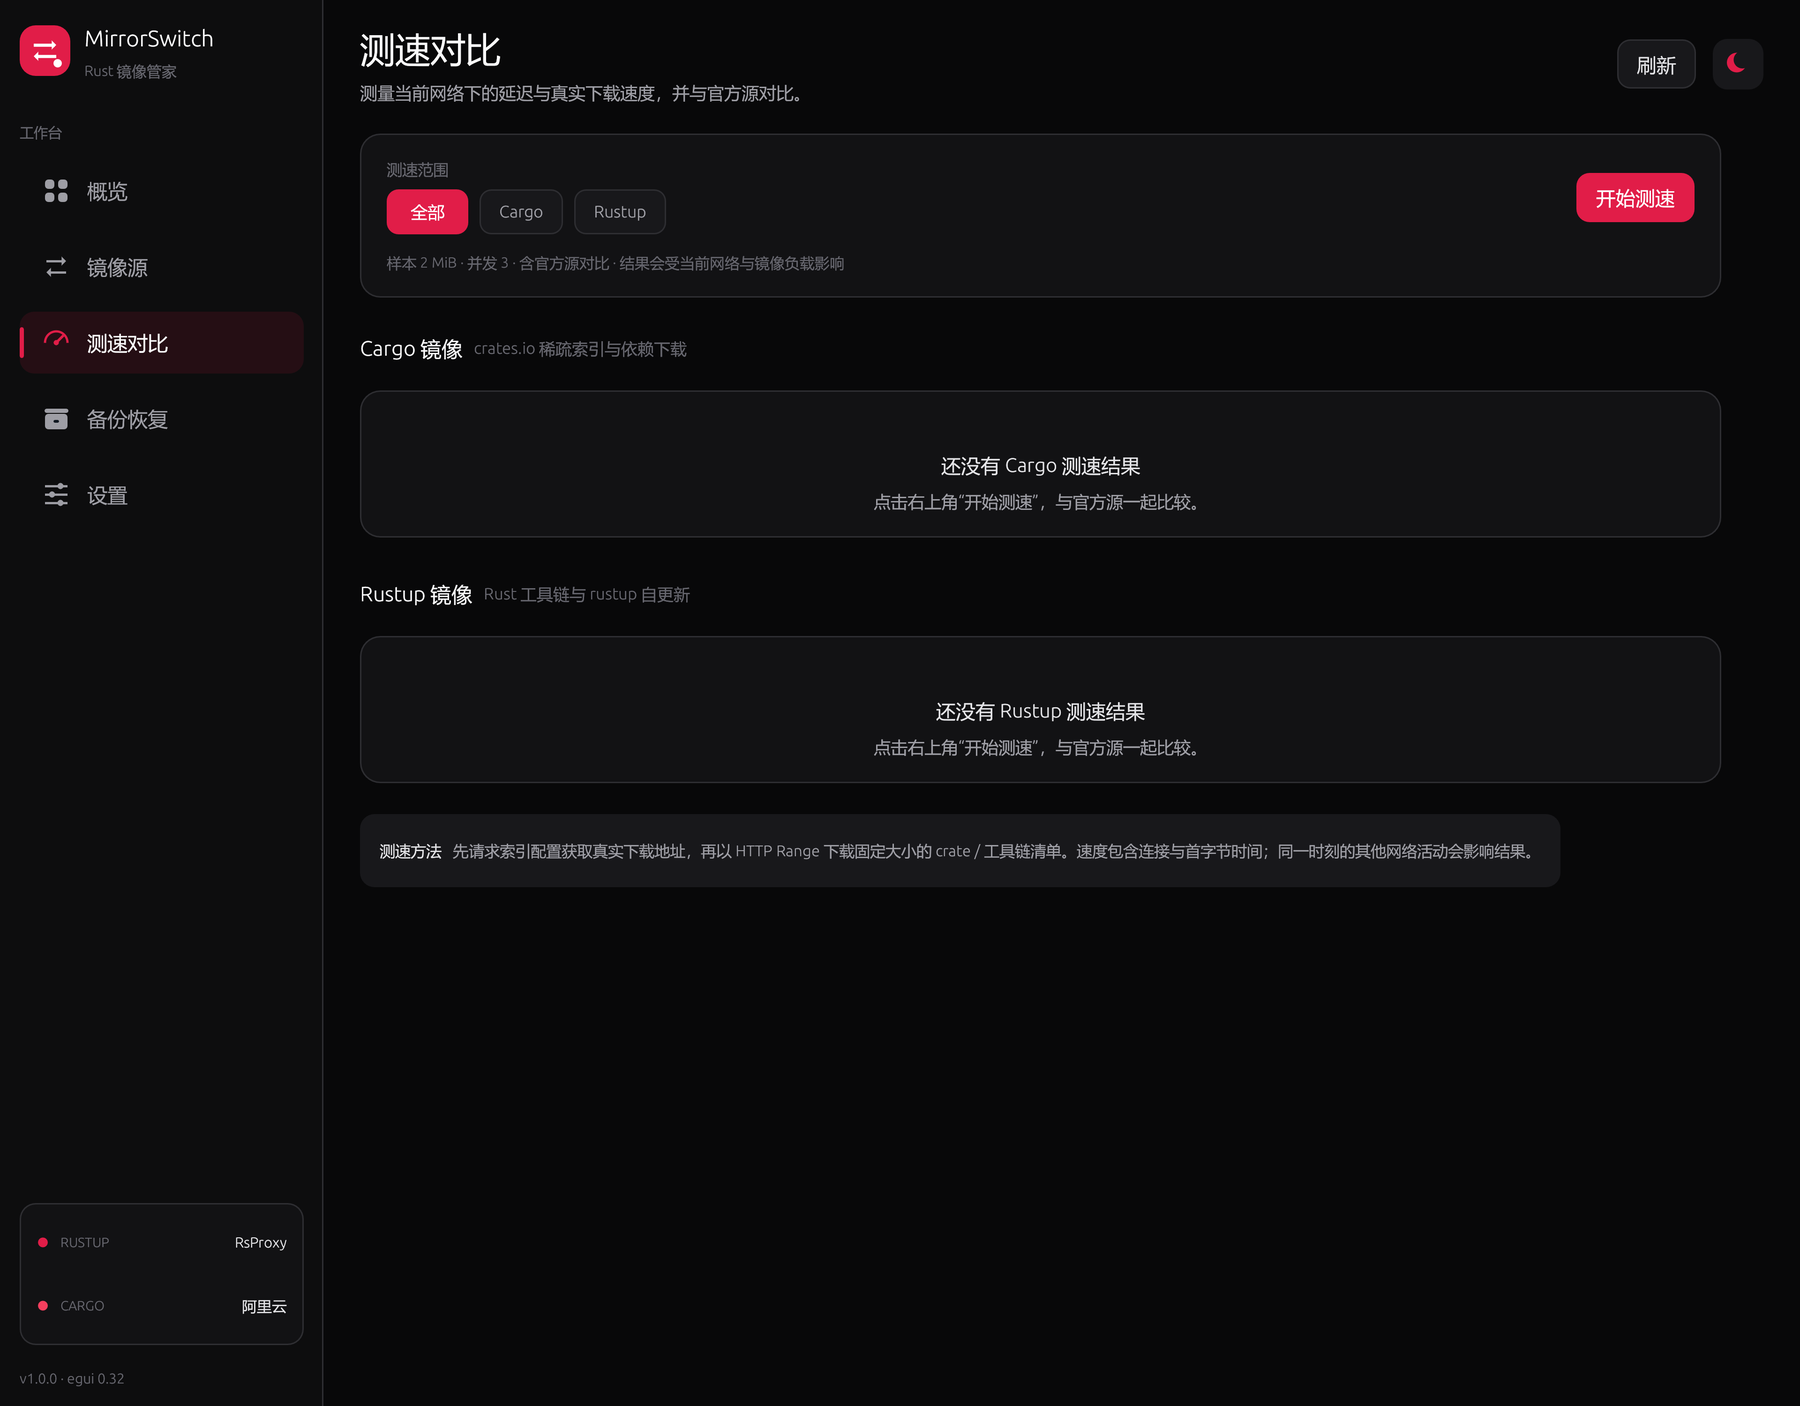 MirrorSwitch
Rust 镜像管家
工作台
概览
镜像源
测速对比
备份恢复
设置
RUSTUP RsProxy
CARGO 阿里云
v1.0.0 · egui 0.32
测速对比
测量当前网络下的延迟与真实下载速度，并与官方源对比。
刷新
测速范围
全部 Cargo Rustup
开始测速
样本 2 MiB · 并发 3 · 含官方源对比 · 结果会受当前网络与镜像负载影响
Cargo 镜像 crates.io 稀疏索引与依赖下载
还没有 Cargo 测速结果
点击右上角“开始测速”，与官方源一起比较。
Rustup 镜像 Rust 工具链与 rustup 自更新
还没有 Rustup 测速结果
点击右上角“开始测速”，与官方源一起比较。
测速方法 先请求索引配置获取真实下载地址，再以 HTTP Range 下载固定大小的 crate / 工具链清单。速度包含连接与首字节时间；同一时刻的其他网络活动会影响结果。